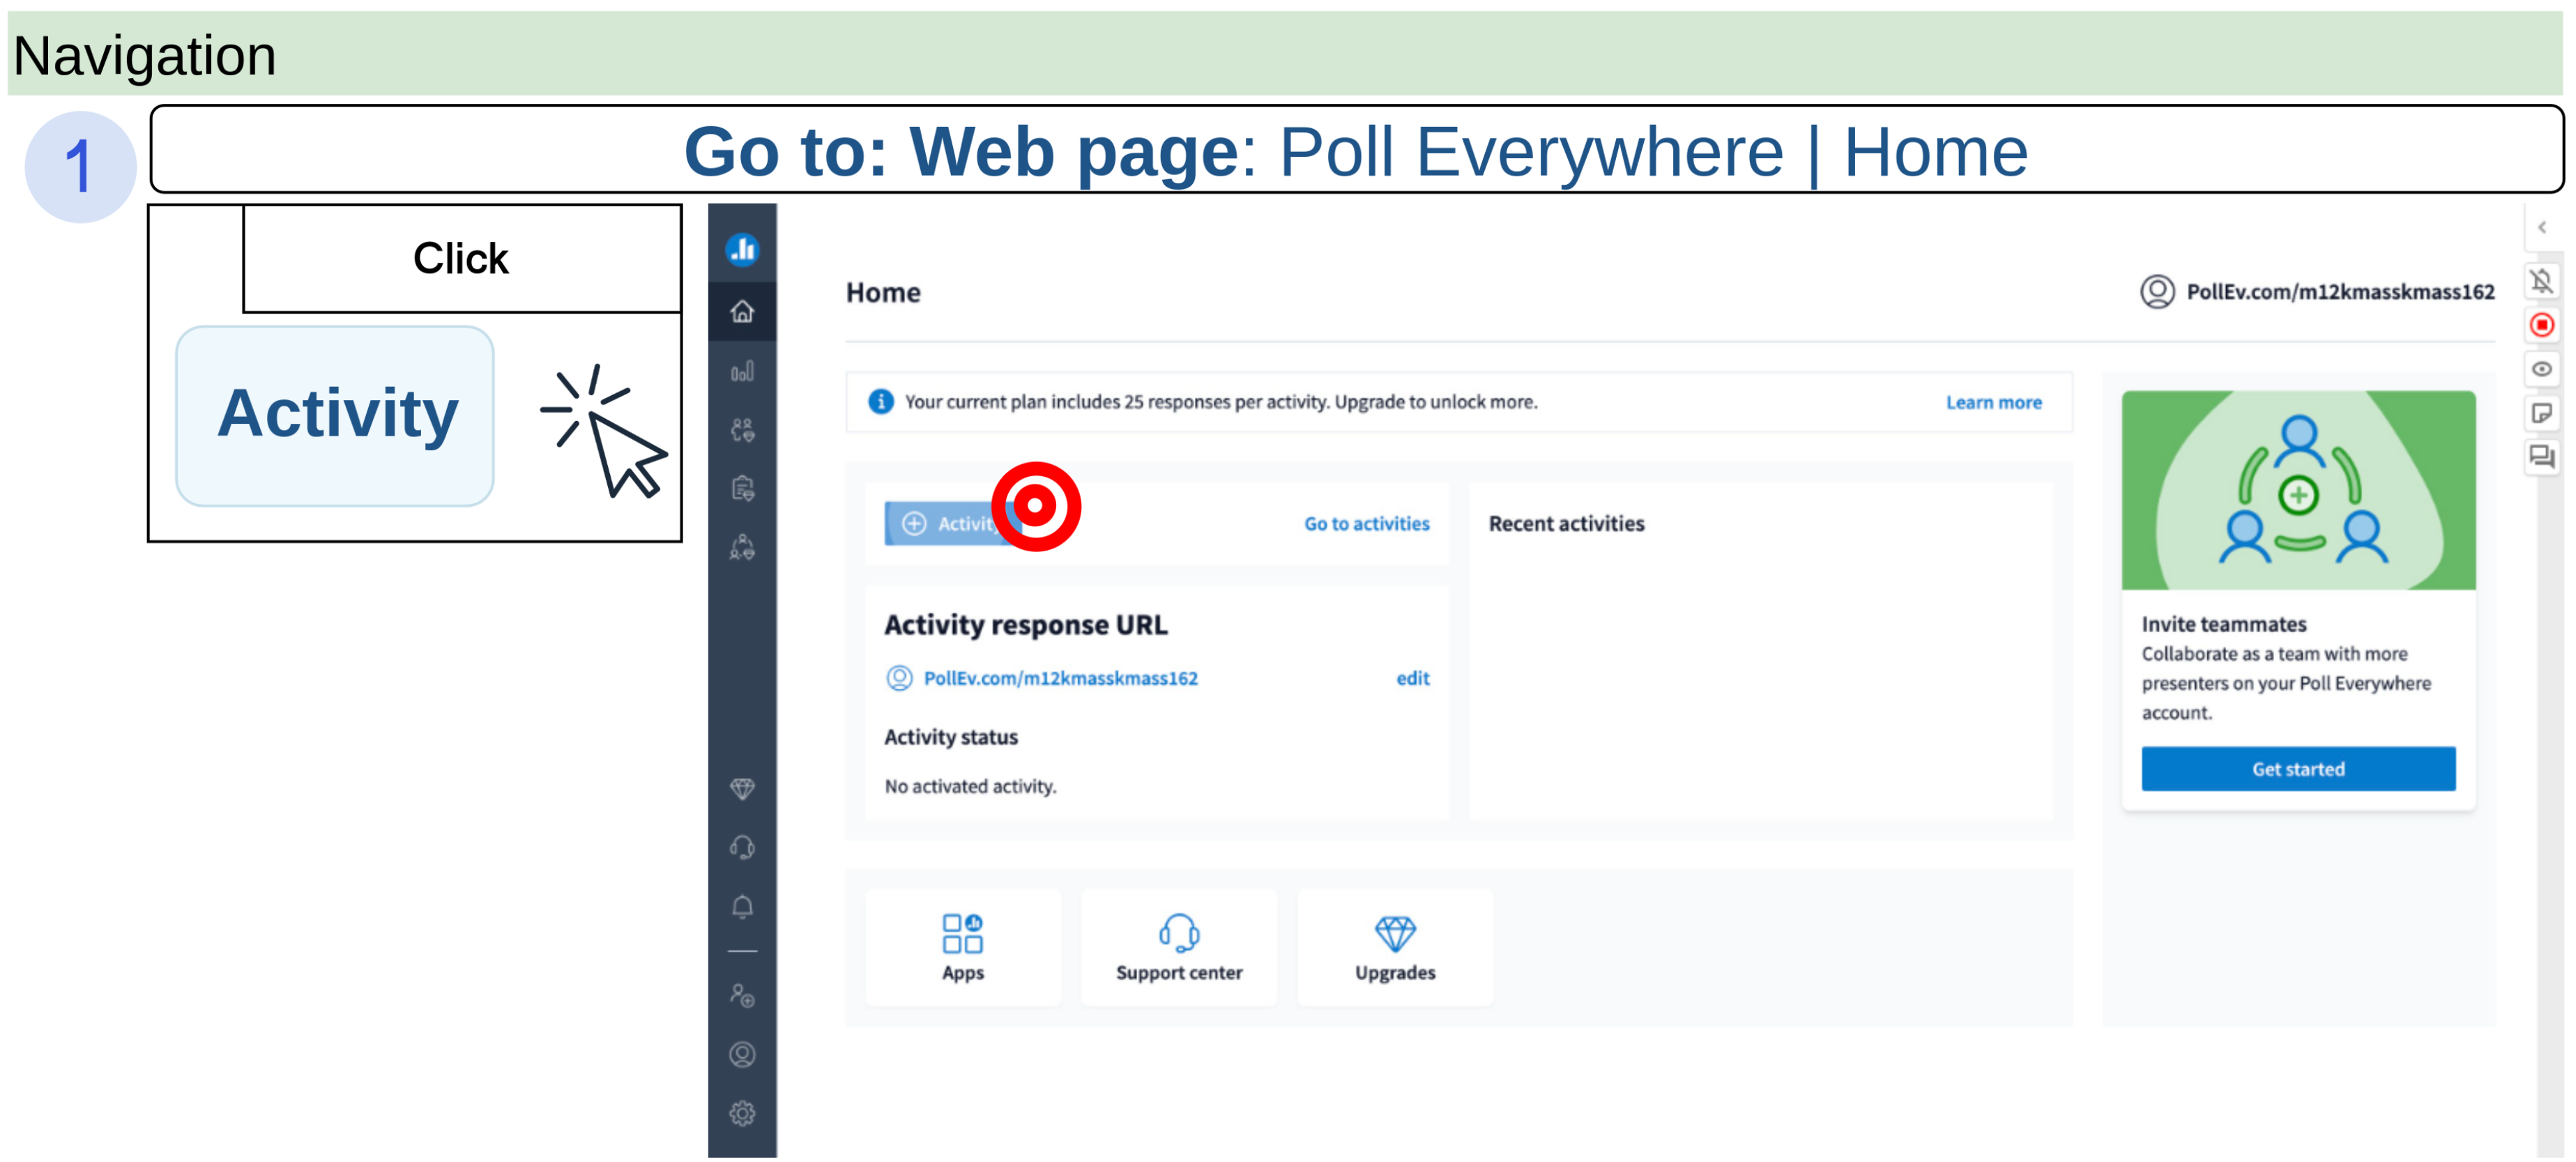 Navigation
1
Go to: Web page: Poll Everywhere | Home
Click
Activity
Home
PollEv.com/m12kmasskmass162
Your current plan includes 25 responses per activity. Upgrade to unlock more.
Learn more
Activit
Go to activities
Recent activities
Activity response URL
PollEv.com/m12kmasskmass162
edit
Activity status
No activated activity.
Invite teammates
Collaborate as a team with more
presenters on your Poll Everywhere
account.
Get started
Apps
Support center
Upgrades